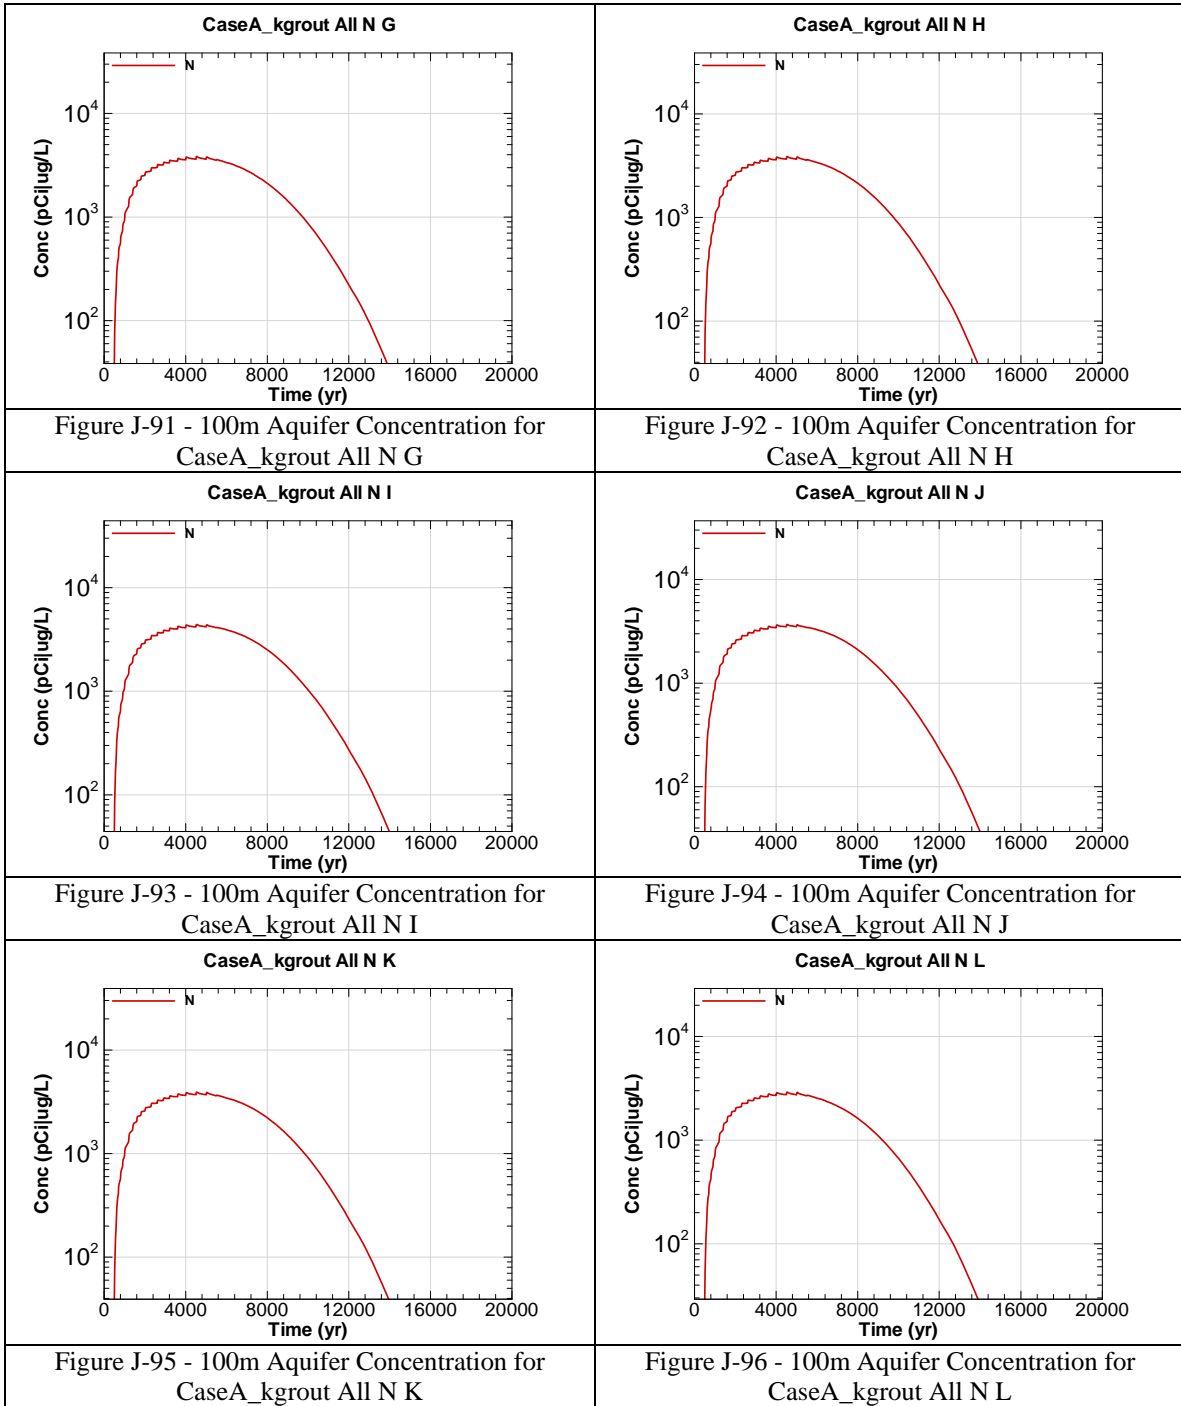 CaseA_kgrout All N G
N
10^4
10^3
10^2
Conc (pCi|ug/L)
0 4000 8000 12000 16000 20000
Time (yr)
Figure J-91 - 100m Aquifer Concentration for
CaseA_kgrout All N G
CaseA_kgrout All N H
N
10^4
10^3
10^2
Conc (pCi|ug/L)
0 4000 8000 12000 16000 20000
Time (yr)
Figure J-92 - 100m Aquifer Concentration for
CaseA_kgrout All N H
CaseA_kgrout All N I
N
10^4
10^3
10^2
Conc (pCi|ug/L)
0 4000 8000 12000 16000 20000
Time (yr)
Figure J-93 - 100m Aquifer Concentration for
CaseA_kgrout All N I
CaseA_kgrout All N J
N
10^4
10^3
10^2
Conc (pCi|ug/L)
0 4000 8000 12000 16000 20000
Time (yr)
Figure J-94 - 100m Aquifer Concentration for
CaseA_kgrout All N J
CaseA_kgrout All N K
N
10^4
10^3
10^2
Conc (pCi|ug/L)
0 4000 8000 12000 16000 20000
Time (yr)
Figure J-95 - 100m Aquifer Concentration for
CaseA_kgrout All N K
CaseA_kgrout All N L
N
10^4
10^3
10^2
Conc (pCi|ug/L)
0 4000 8000 12000 16000 20000
Time (yr)
Figure J-96 - 100m Aquifer Concentration for
CaseA_kgrout All N L